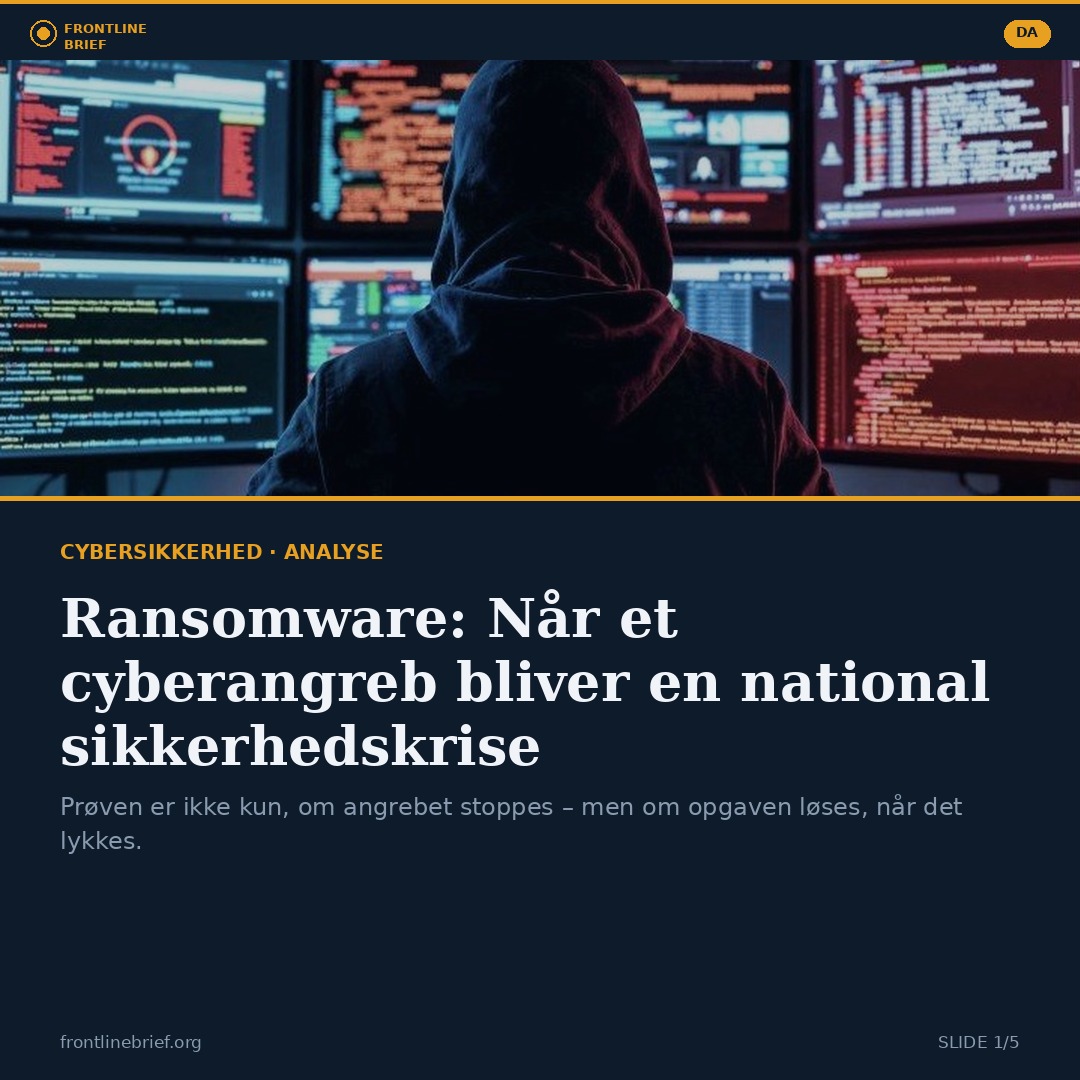 FRONTLINE
BRIEF
DA
CYBERSIKKERHED · ANALYSE
Ransomware: Når et
cyberangreb bliver en national
sikkerhedskrise
Prøven er ikke kun, om angrebet stoppes – men om opgaven løses, når det
lykkes.
frontlinebrief.org
SLIDE 1/5